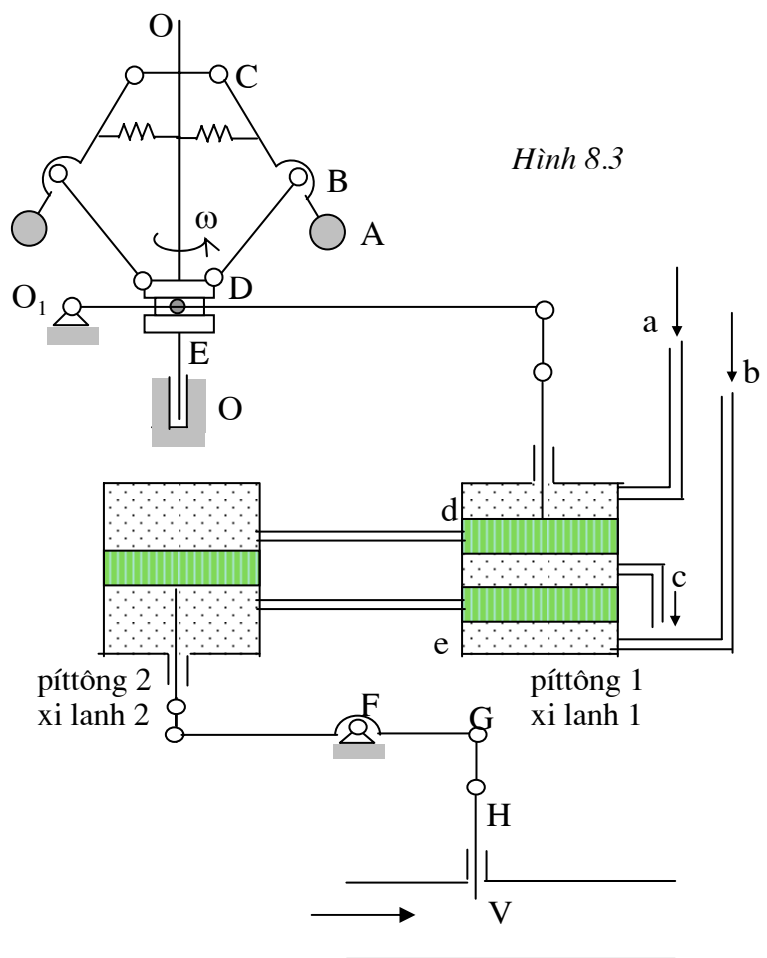 O
C
Hình 8.3
B
ω
A
D
O₁
a
E
b
O
d
c
e
píttông 2
xi lanh 2
píttông 1
xi lanh 1
F
G
H
V